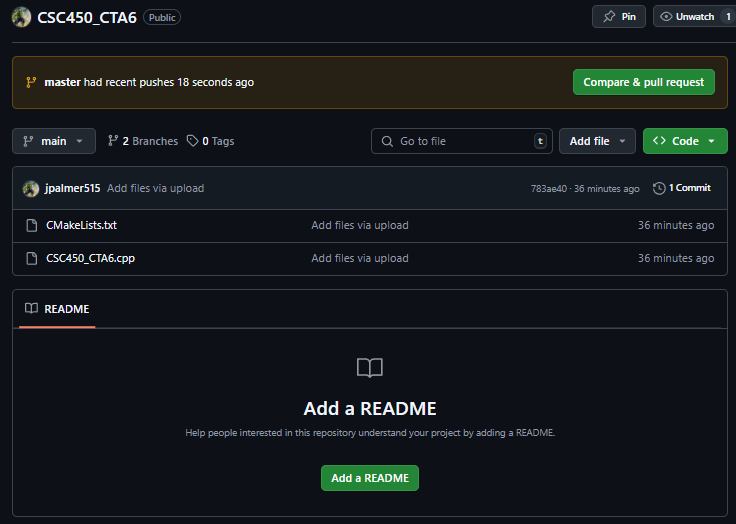 CSC450_CTA6 Public Pin Unwatch 1
master had recent pushes 18 seconds ago Compare & pull request
main 2 Branches 0 Tags Go to file t Add file Code
jpalmer515 Add files via upload 783ae40 · 36 minutes ago 1 Commit
CMakeLists.txt Add files via upload 36 minutes ago
CSC450_CTA6.cpp Add files via upload 36 minutes ago
README
Add a README
Help people interested in this repository understand your project by adding a README.
Add a README